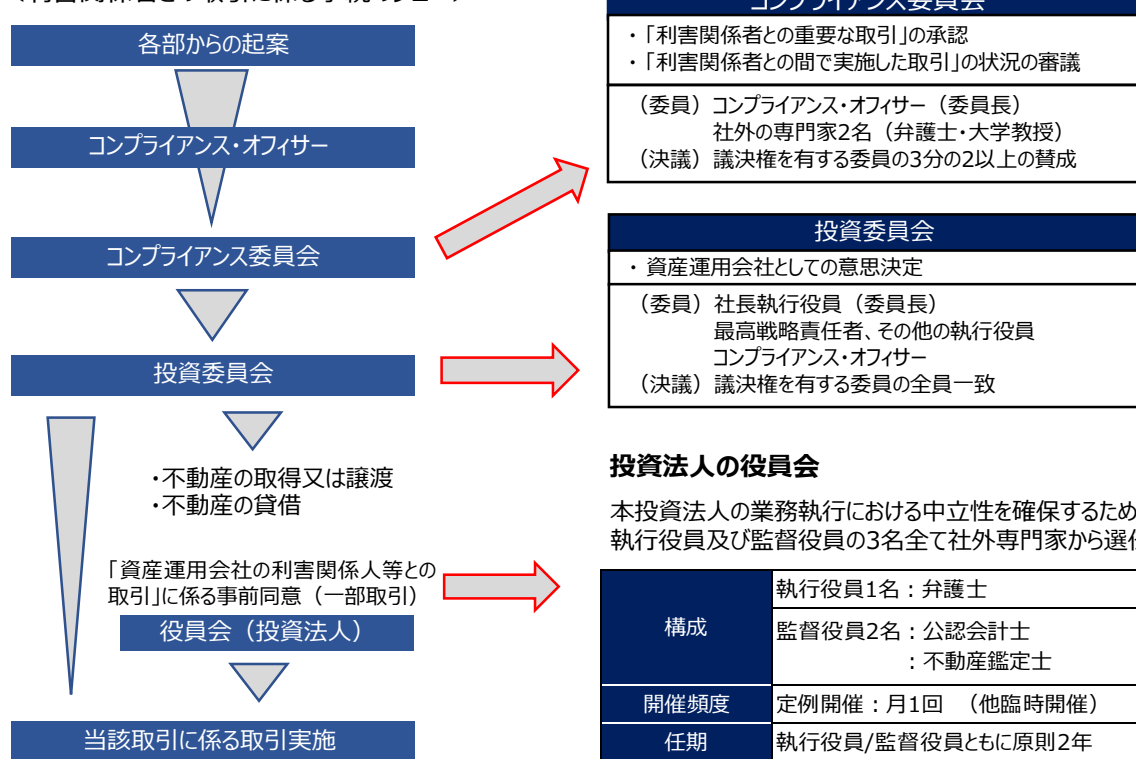 各部からの起案
コンプライアンス・オフィサー
コンプライアンス委員会
投資委員会
・不動産の取得又は譲渡
・不動産の貸借
「資産運用会社の利害関係人等との
取引」に係る事前同意（一部取引）
役員会（投資法人）
当該取引に係る取引実施
コンプライアンス委員会
・「利害関係者との重要な取引」の承認
・「利害関係者との間で実施した取引」の状況の審議
（委員）コンプライアンス・オフィサー（委員長）
社外の専門家2名（弁護士・大学教授）
（決議）議決権を有する委員の3分の2以上の賛成
投資委員会
・資産運用会社としての意思決定
（委員）社長執行役員（委員長）
最高戦略責任者、その他の執行役員
コンプライアンス・オフィサー
（決議）議決権を有する委員の全員一致
投資法人の役員会
本投資法人の業務執行における中立性を確保するため
執行役員及び監督役員の3名全て社外専門家から選
構成
執行役員1名：弁護士
監督役員2名：公認会計士
：不動産鑑定士
開催頻度
定例開催：月1回　（他臨時開催）
任期
執行役員/監督役員ともに原則2年